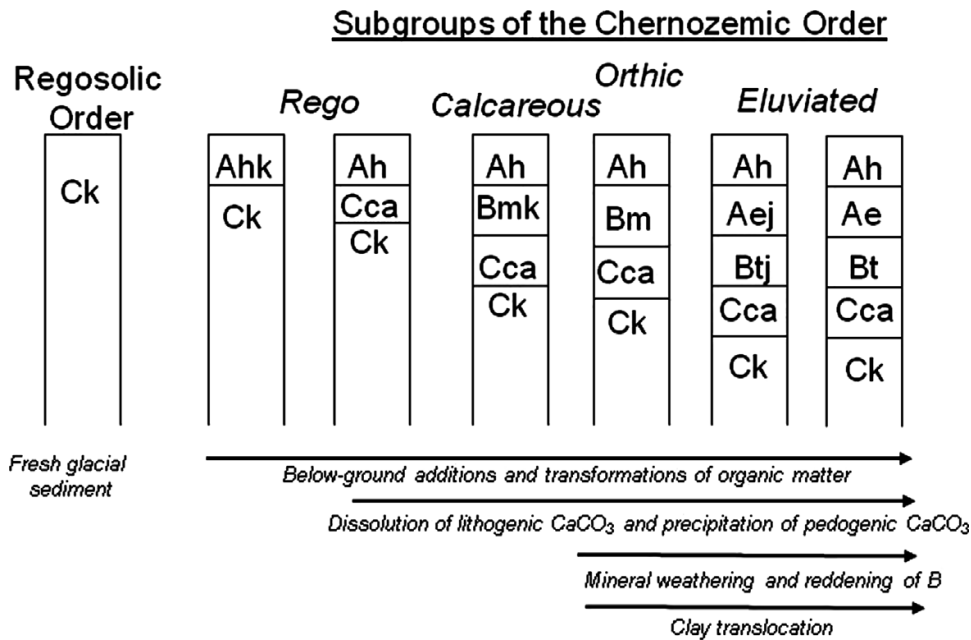 Subgroups of the Chernozemic Order
Regosolic
Order
Rego
Calcareous
Orthic
Eluviated
Ck
Ahk
Ck
Ah
Cca
Ck
Ah
Bmk
Cca
Ck
Ah
Bm
Cca
Ck
Ah
Aej
Btj
Cca
Ck
Ah
Ae
Bt
Cca
Ck
Fresh glacial
sediment
Below-ground additions and transformations of organic matter
Dissolution of lithogenic CaCO₃ and precipitation of pedogenic CaCO₃
Mineral weathering and reddening of B
Clay translocation